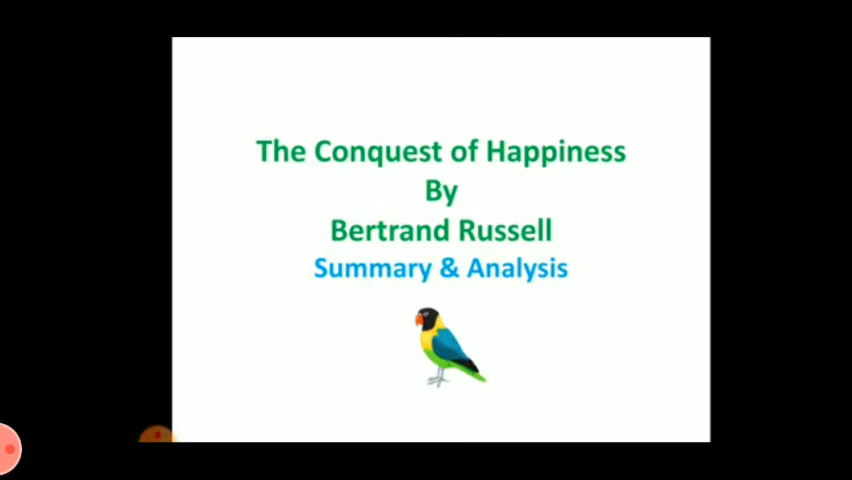 The Conquest of Happiness
By
Bertrand Russell
Summary & Analysis